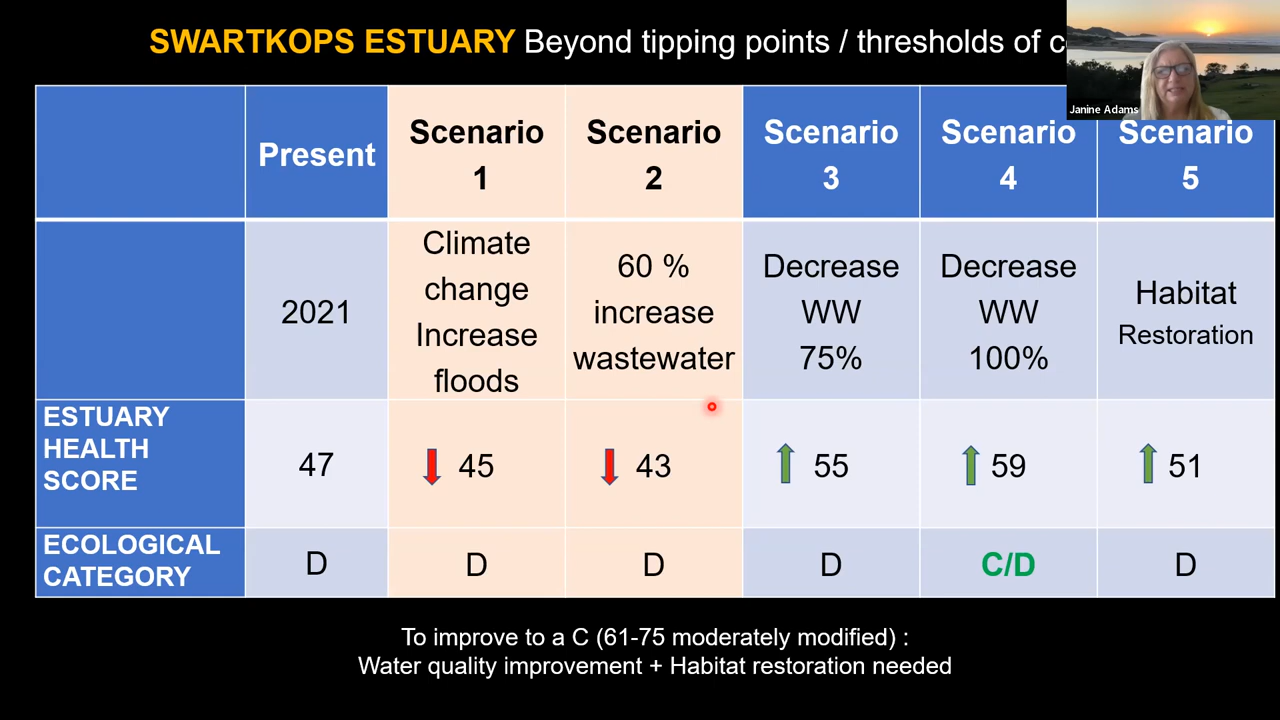 SWARTKOPS ESTUARY Beyond tipping points / thresholds of
Janine Adams
Present
Scenario
1
Scenario
2
Scenario
3
Scenario
4
Scenario
5
2021
Climate
change
Increase
floods
60 %
increase
wastewater
Decrease
WW
75%
Decrease
WW
100%
Habitat
Restoration
ESTUARY
HEALTH
SCORE
47
45
43
55
59
51
ECOLOGICAL
CATEGORY
D
D
D
D
C/D
D
To improve to a C (61-75 moderately modified) :
Water quality improvement + Habitat restoration needed